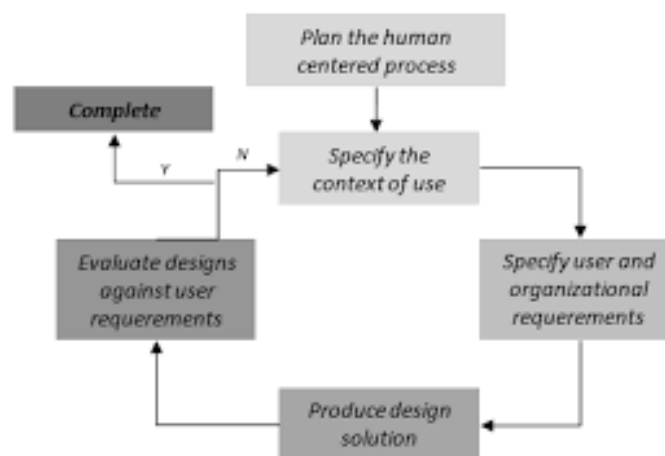 Plan the human
centered process
Complete
Y
N
Specify the
context of use
Evaluate designs
against user
requerements
Specify user and
organizational
requerements
Produce design
solution